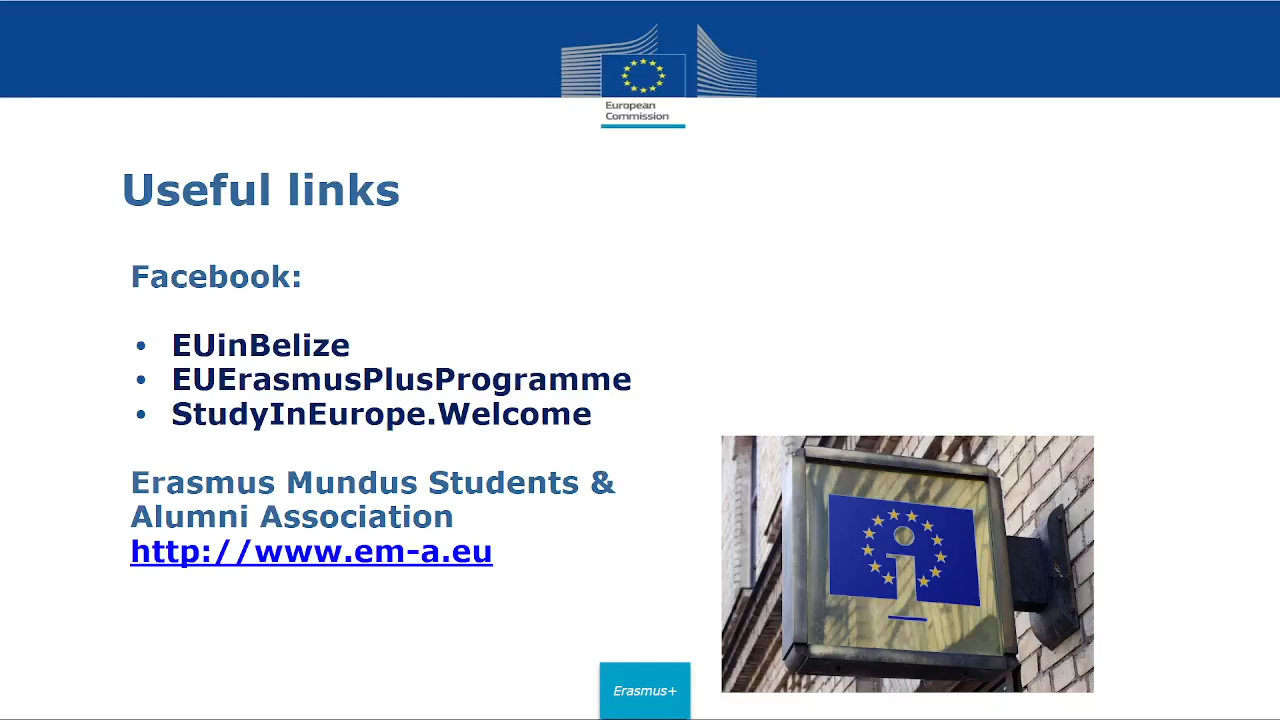 European
Commission
Useful links
Facebook:
• EUinBelize
• EUErasmusPlusProgramme
• StudyInEurope.Welcome
Erasmus Mundus Students &
Alumni Association
http://www.em-a.eu
i
Erasmus+